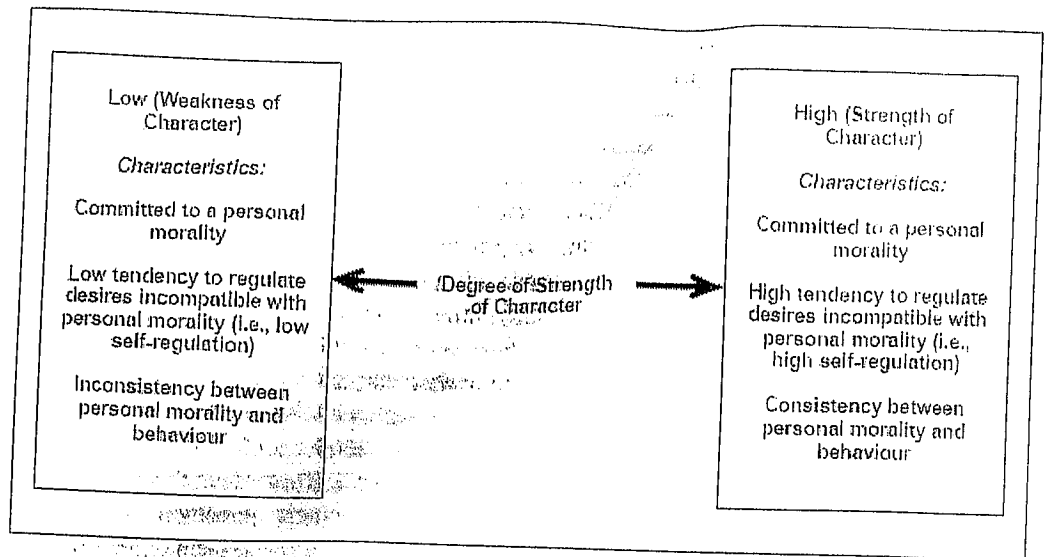 Low (Weakness of
Character)
Characteristics:
Committed to a personal
morality
Low tendency to regulate
desires incompatible with
personal morality (i.e., low
self-regulation)
Inconsistency between
personal morality and
behaviour
Degree of Strength
of Character
High (Strength of
Character)
Characteristics:
Committed to a personal
morality
High tendency to regulate
desires incompatible with
personal morality (i.e.,
high self-regulation)
Consistency between
personal morality and
behaviour